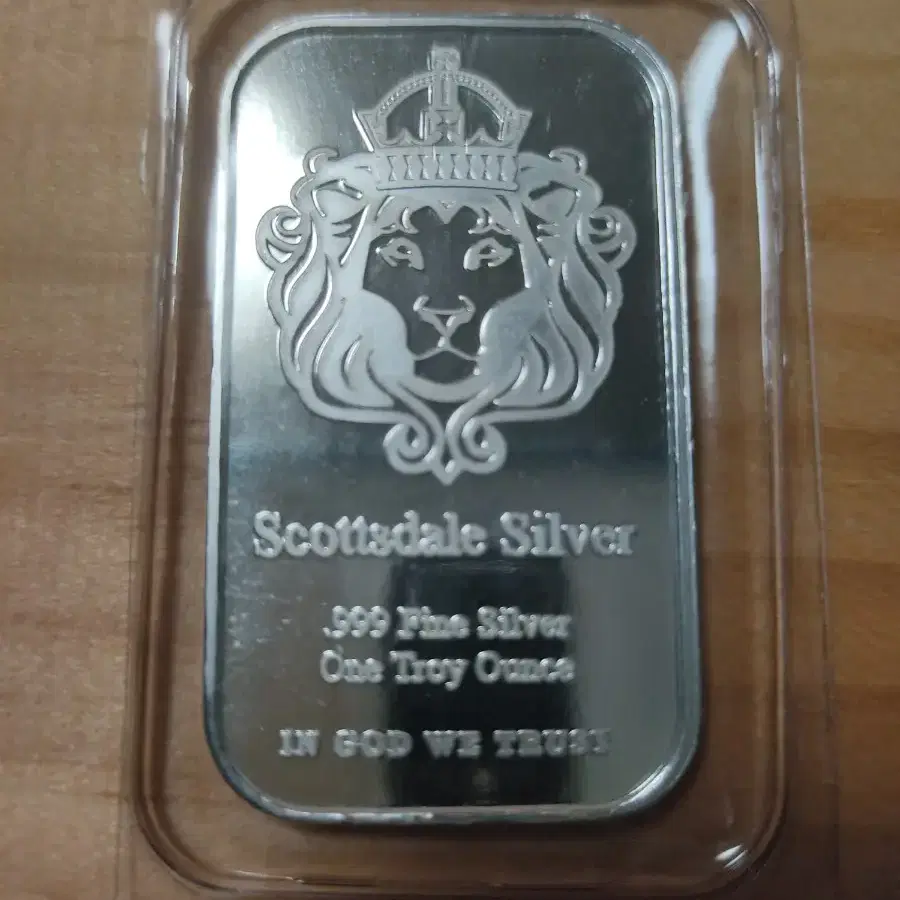 Scottsdale Silver
.999 Fine Silver
One Troy Ounce
IN GOD WE TRUST